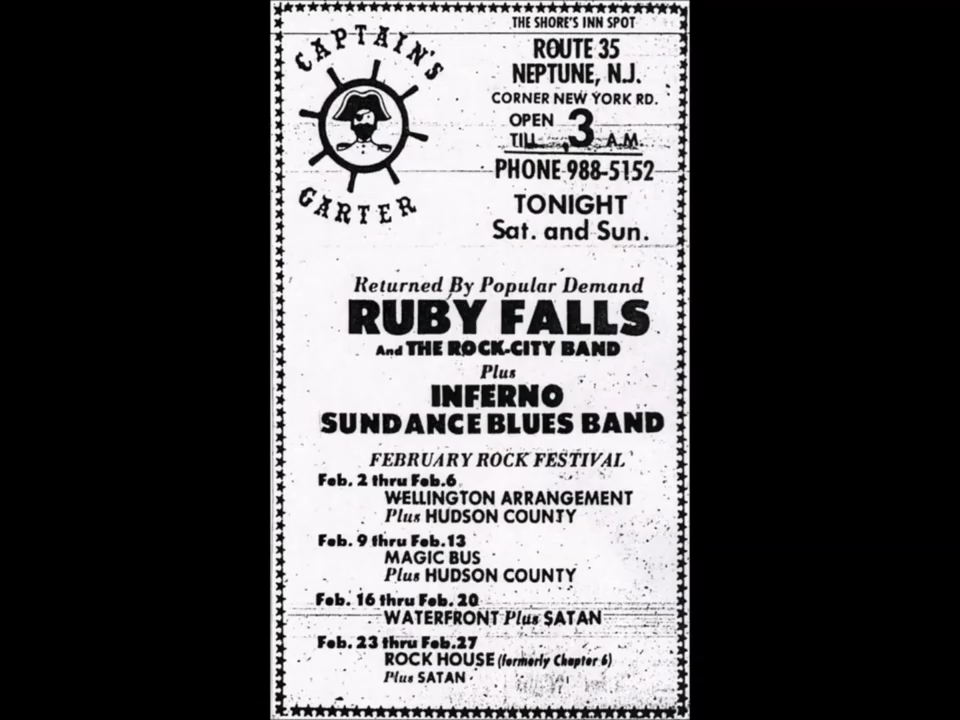 CAPTAIN'S
GARTER
THE SHORE'S INN SPOT
ROUTE 35
NEPTUNE, N.J.
CORNER NEW YORK RD.
OPEN
TILL 3 A.M.
PHONE 988-5152
TONIGHT
Sat. and Sun.
Returned By Popular Demand
RUBY FALLS
And THE ROCK-CITY BAND
Plus
INFERNO
SUNDANCE BLUES BAND
FEBRUARY ROCK FESTIVAL
Feb. 2 thru Feb.6
WELLINGTON ARRANGEMENT
Plus HUDSON COUNTY
Feb. 9 thru Feb.13
MAGIC BUS
Plus HUDSON COUNTY
Feb. 16 thru Feb. 20
WATERFRONT Plus SATAN
Feb. 23 thru Feb.27
ROCK HOUSE (formerly Chapter 6)
Plus SATAN